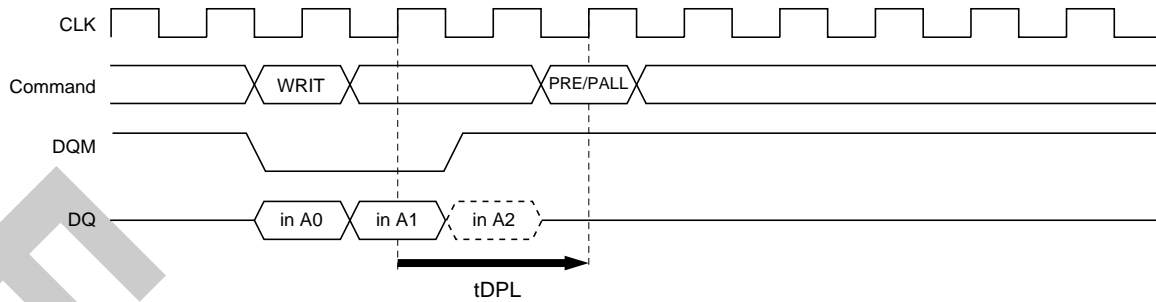 CLK
Command WRIT PRE/PALL
DQM
DQ in A0 in A1 in A2
tDPL